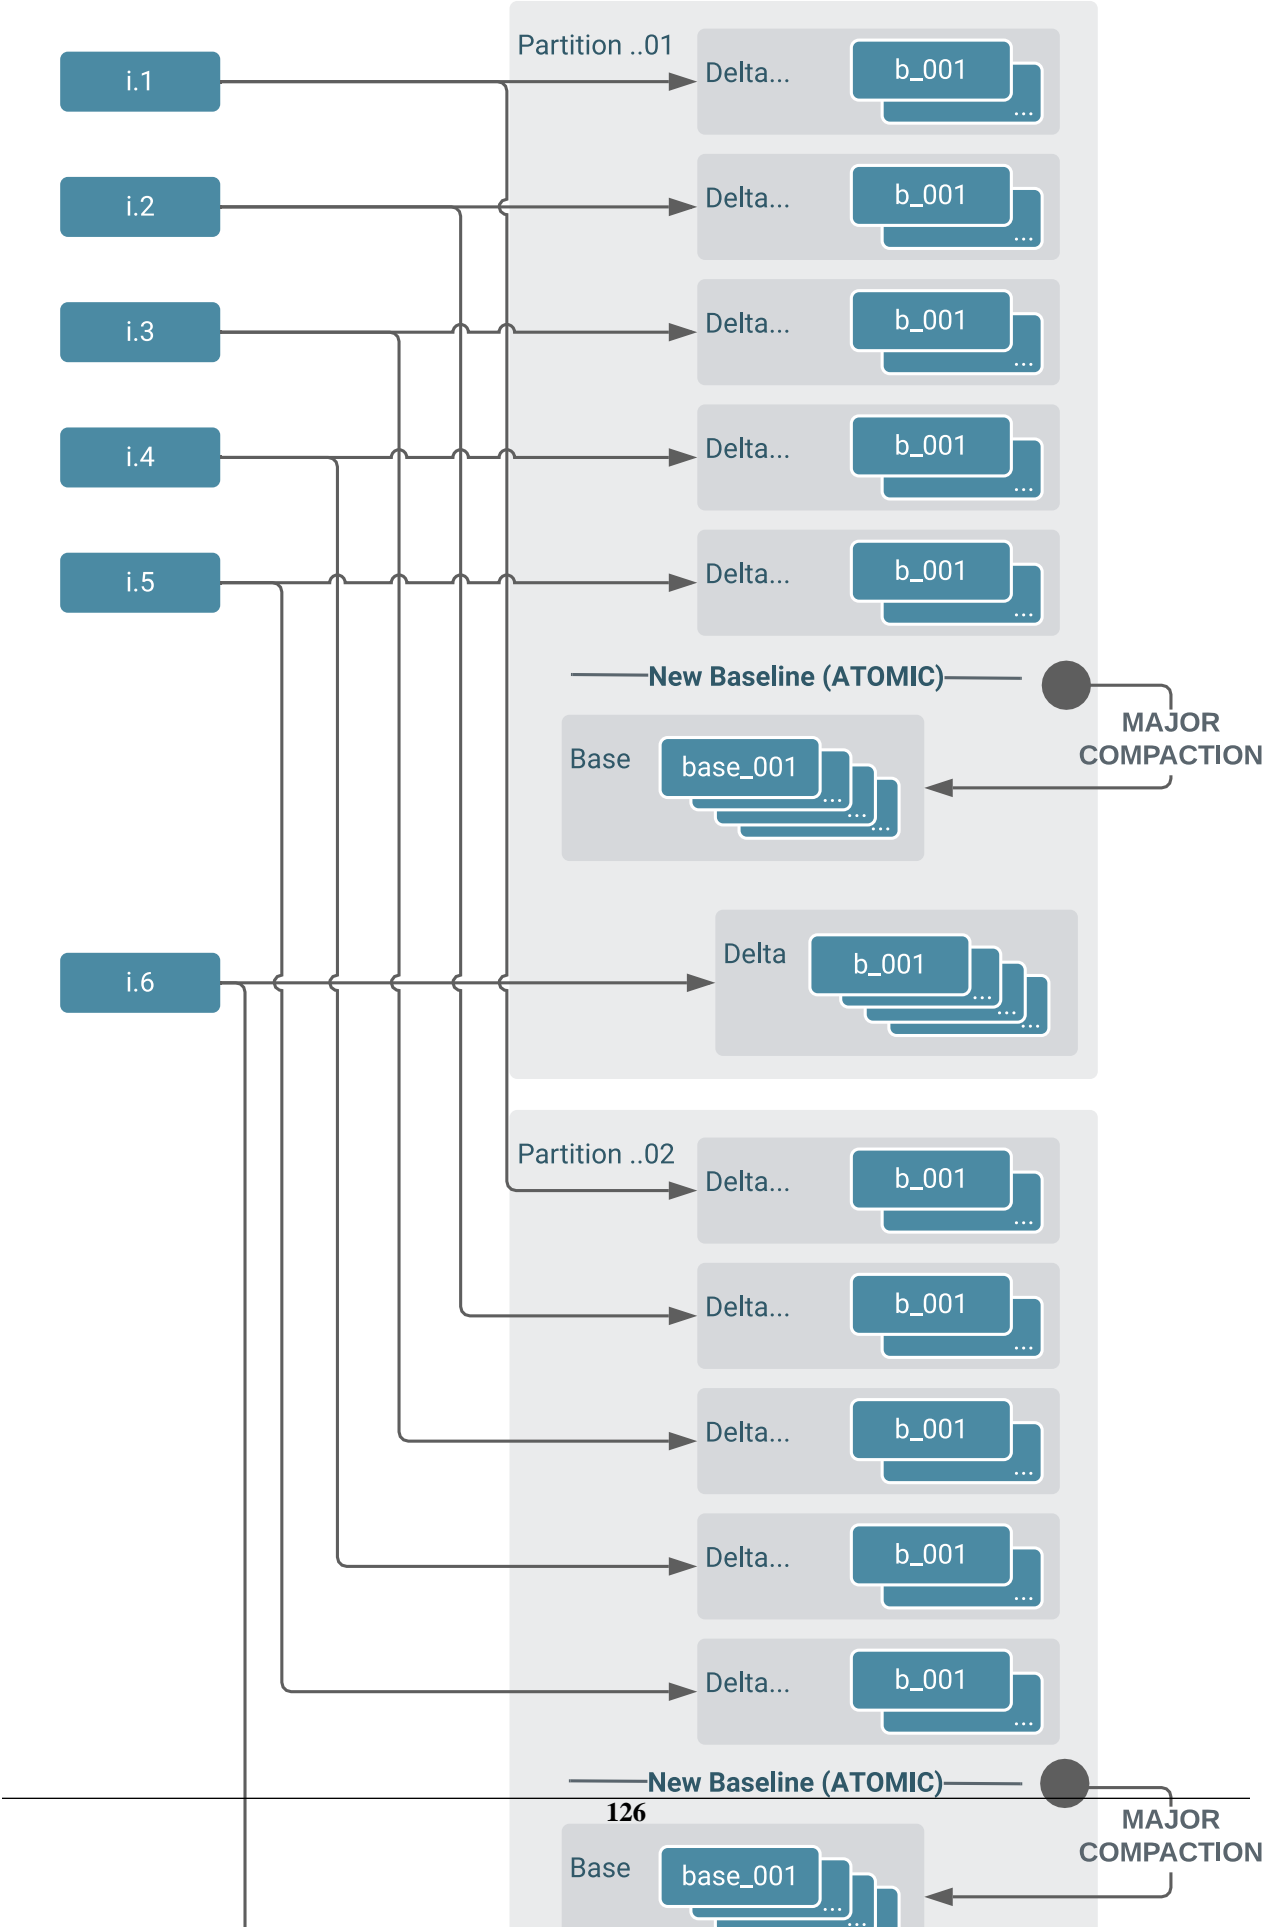 Partition ..01
i.1
Delta...
b_001
...
i.2
Delta...
b_001
...
i.3
Delta...
b_001
...
i.4
Delta...
b_001
...
i.5
Delta...
b_001
...
New Baseline (ATOMIC)
MAJOR
COMPACTION
Base
base_001
...
...
...
i.6
Delta
b_001
...
...
...
Partition ..02
Delta...
b_001
...
Delta...
b_001
...
Delta...
b_001
...
Delta...
b_001
...
Delta...
b_001
...
New Baseline (ATOMIC)
126
MAJOR
COMPACTION
Base
base_001
...
...